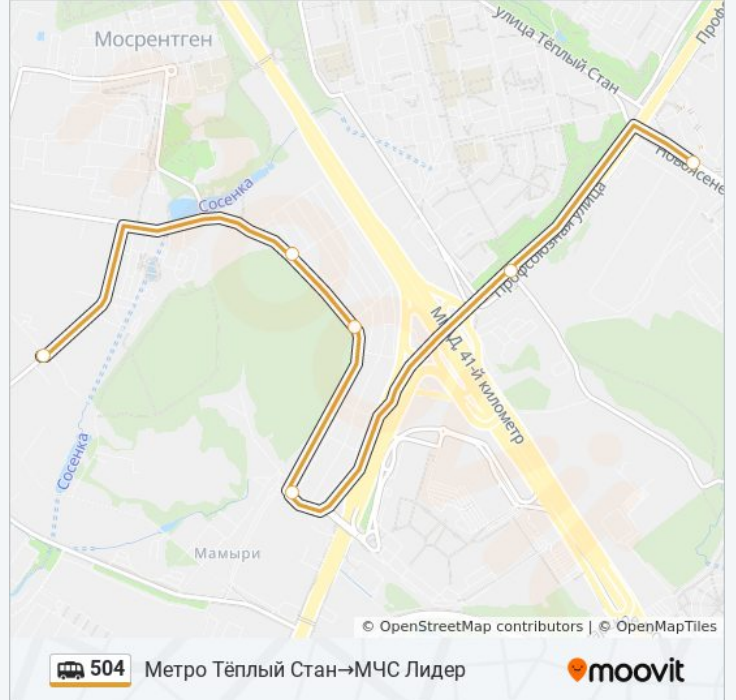 Мосрентген
улица Тёплый Стан
Сосенка
Профсоюзная улица
МКАД, 41-й километр
Сосенка
Мамыри
© OpenStreetMap contributors | © OpenMapTiles
504 Метро Тёплый Стан→МЧС Лидер
moovit